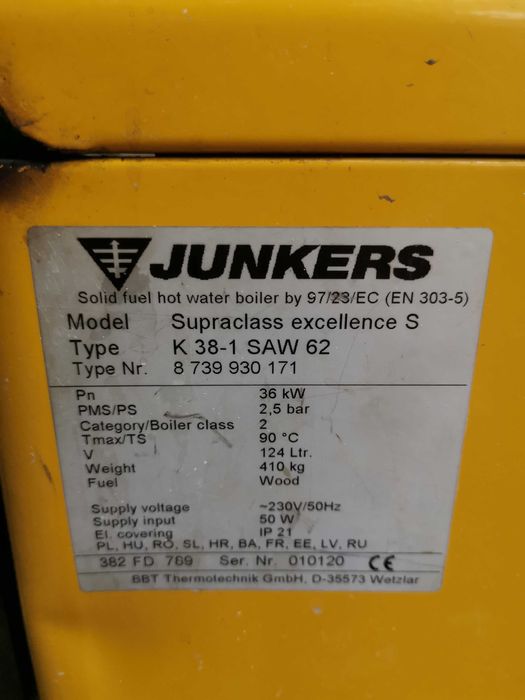 JUNKERS
Solid fuel hot water boiler by 97/23/EC (EN 303-5)
Model Supraclass excellence S
Type K 38-1 SAW 62
Type Nr. 8 739 930 171
Pn 36 kW
PMS/PS 2,5 bar
Category/Boiler class 2
Tmax/TS 90 °C
V 124 Ltr.
Weight 410 kg
Fuel Wood
Supply voltage ~230V/50Hz
Supply input 50 W
El. covering IP 21
PL, HU, RO, SL, HR, BA, FR, EE, LV, RU
382 FD 789 Ser. Nr. 010120 CE
BBT Thermotechnik GmbH, D-35573 Wetzlar